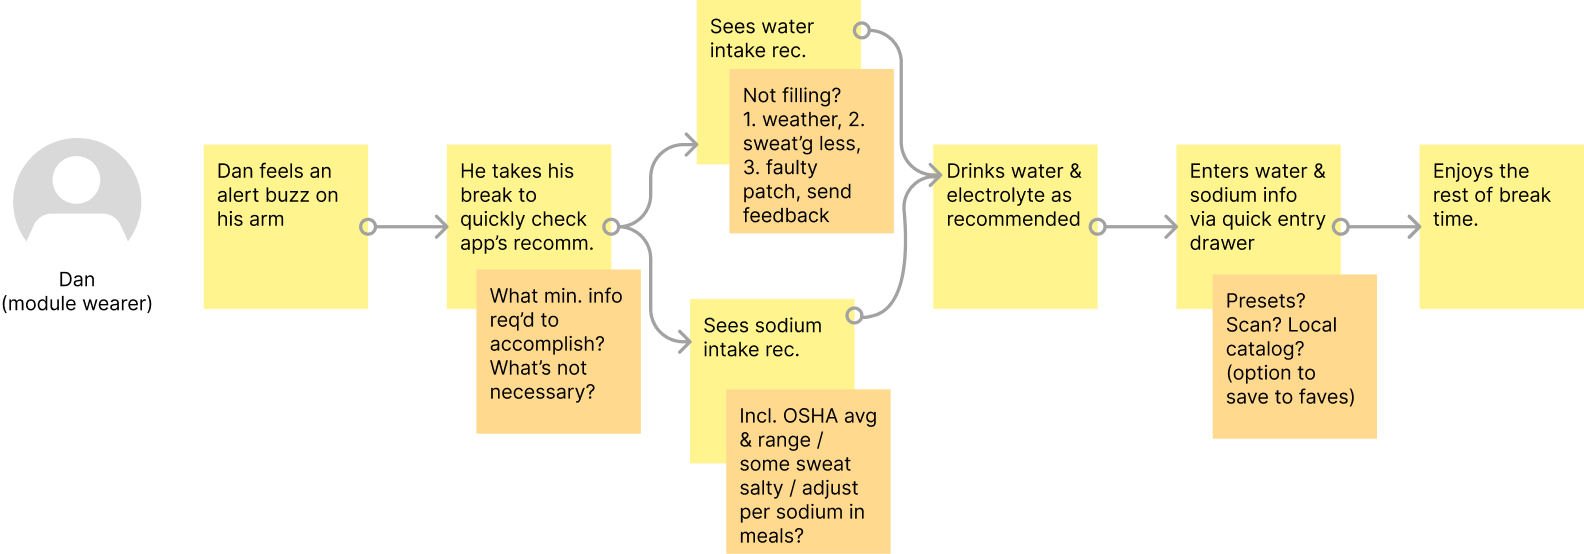 Dan
(module wearer)
Dan feels an
alert buzz on
his arm
He takes his
break to
quickly check
app's recomm.
What min. info
req'd to
accomplish?
What's not
necessary?
Sees water
intake rec.
Not filling?
1. weather, 2.
sweat'g less,
3. faulty
patch, send
feedback
Sees sodium
intake rec.
Incl. OSHA avg
& range /
some sweat
salty / adjust
per sodium in
meals?
Drinks water &
electrolyte as
recommended
Enters water &
sodium info
via quick entry
drawer
Presets?
Scan? Local
catalog?
(option to
save to faves)
Enjoys the
rest of break
time.